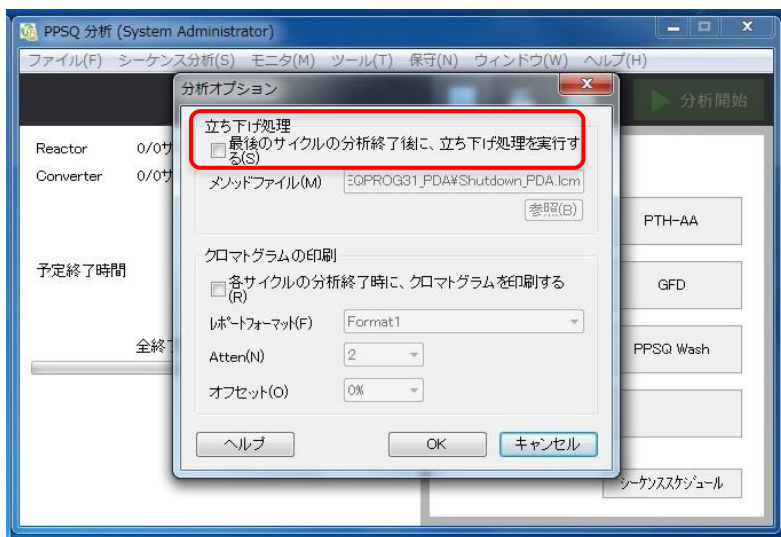 PPSQ 分析 (System Administrator)
ファイル(F) シーケンス分析(S) モニタ(M) ツール(T) 保守(N) ウィンドウ(W) ヘルプ(H)
分析オプション
分析開始
立ち下げ処理
最後のサイクルの分析終了後に、立ち下げ処理を実行す
る(S)
Reactor 0/0サ
Converter 0/0サ
メソッドファイル(M) EQPROG31_PDA¥Shutdown_PDA.lcm
参照(B)
PTH-AA
クロマトグラムの印刷
予定終了時間
各サイクルの分析終了時に、クロマトグラムを印刷する
(R)
GFD
レポートフォーマット(F) Format1
全終了
Atten(N) 2
PPSQ Wash
オフセット(O) 0%
ヘルプ OK キャンセル
シーケンススケジュール